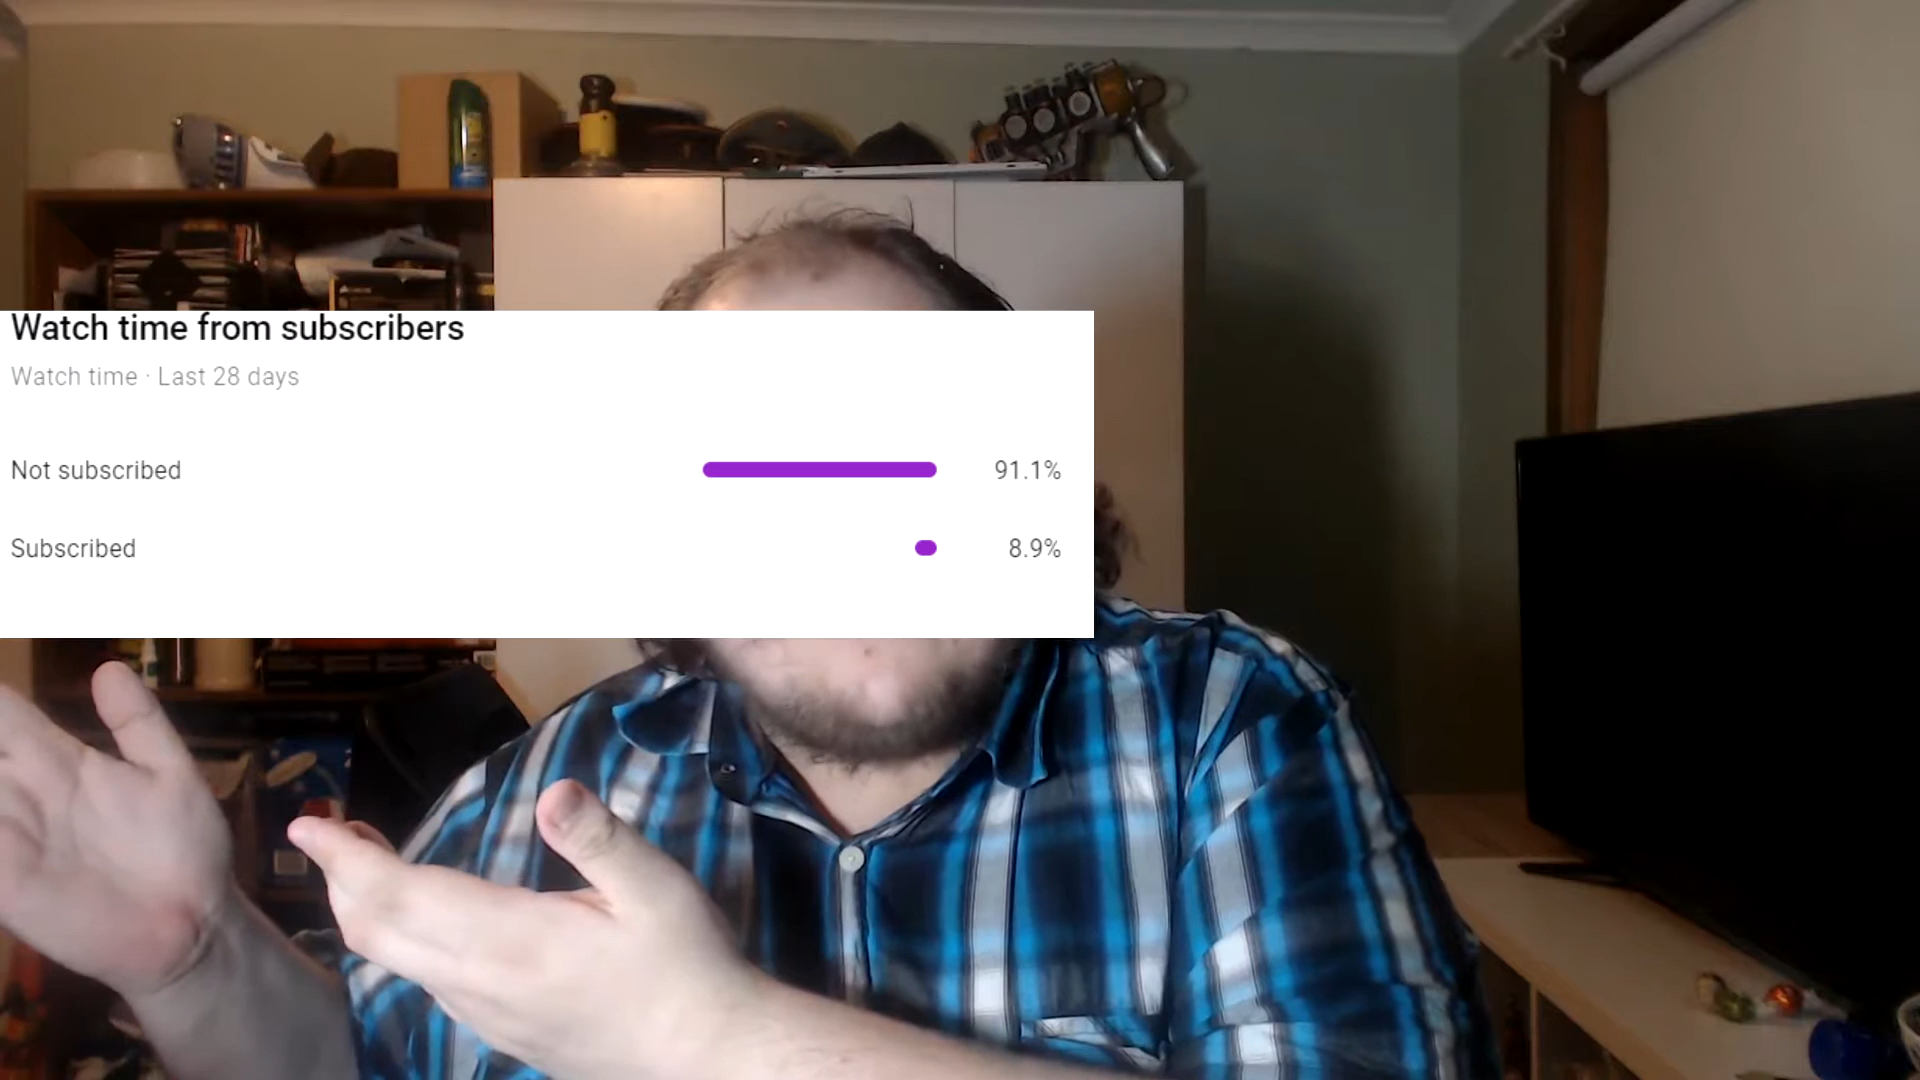 Watch time from subscribers
Watch time · Last 28 days
Not subscribed 91.1%
Subscribed 8.9%